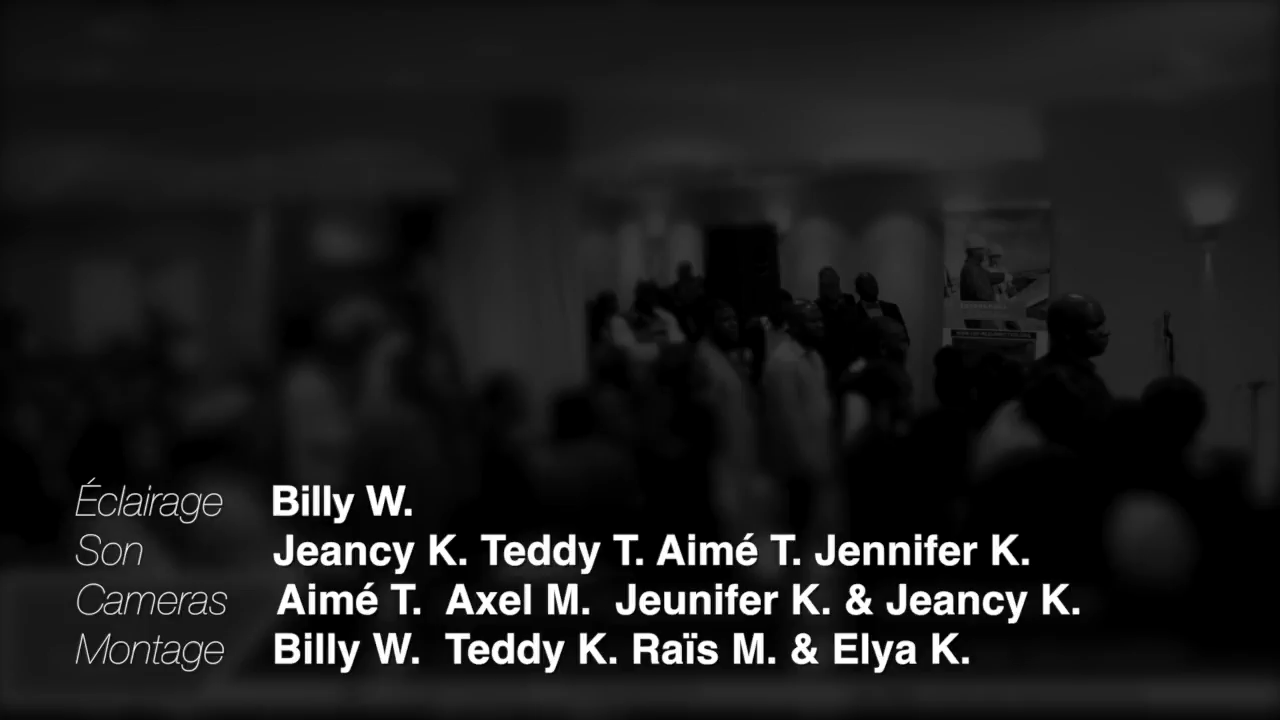 Éclairage Billy W.
Son Jeancy K. Teddy T. Aimé T. Jennifer K.
Cameras Aimé T. Axel M. Jeunifer K. & Jeancy K.
Montage Billy W. Teddy K. Raïs M. & Elya K.